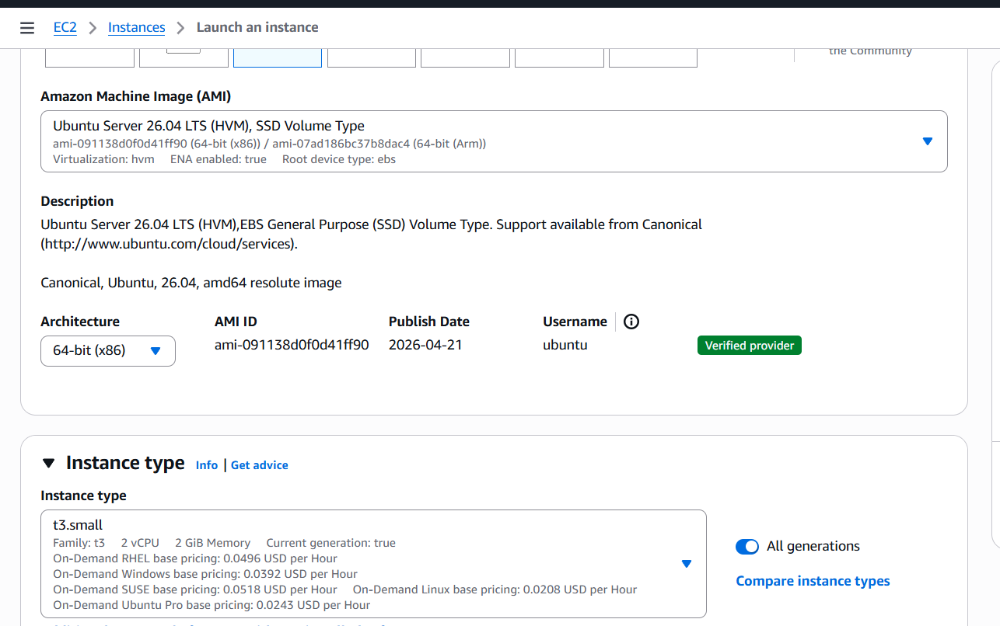 EC2 > Instances > Launch an instance
the Community
Amazon Machine Image (AMI)
Ubuntu Server 26.04 LTS (HVM), SSD Volume Type
ami-091138d0f0d41ff90 (64-bit (x86)) / ami-07ad186bc37b8dac4 (64-bit (Arm))
Virtualization: hvm ENA enabled: true Root device type: ebs
Description
Ubuntu Server 26.04 LTS (HVM),EBS General Purpose (SSD) Volume Type. Support available from Canonical
(http://www.ubuntu.com/cloud/services).
Canonical, Ubuntu, 26.04, amd64 resolute image
Architecture AMI ID Publish Date Username
64-bit (x86) ami-091138d0f0d41ff90 2026-04-21 ubuntu Verified provider
Instance type Info | Get advice
Instance type
t3.small
Family: t3 2 vCPU 2 GiB Memory Current generation: true
On-Demand RHEL base pricing: 0.0496 USD per Hour
On-Demand Windows base pricing: 0.0392 USD per Hour
On-Demand SUSE base pricing: 0.0518 USD per Hour On-Demand Linux base pricing: 0.0208 USD per Hour
On-Demand Ubuntu Pro base pricing: 0.0243 USD per Hour
All generations
Compare instance types